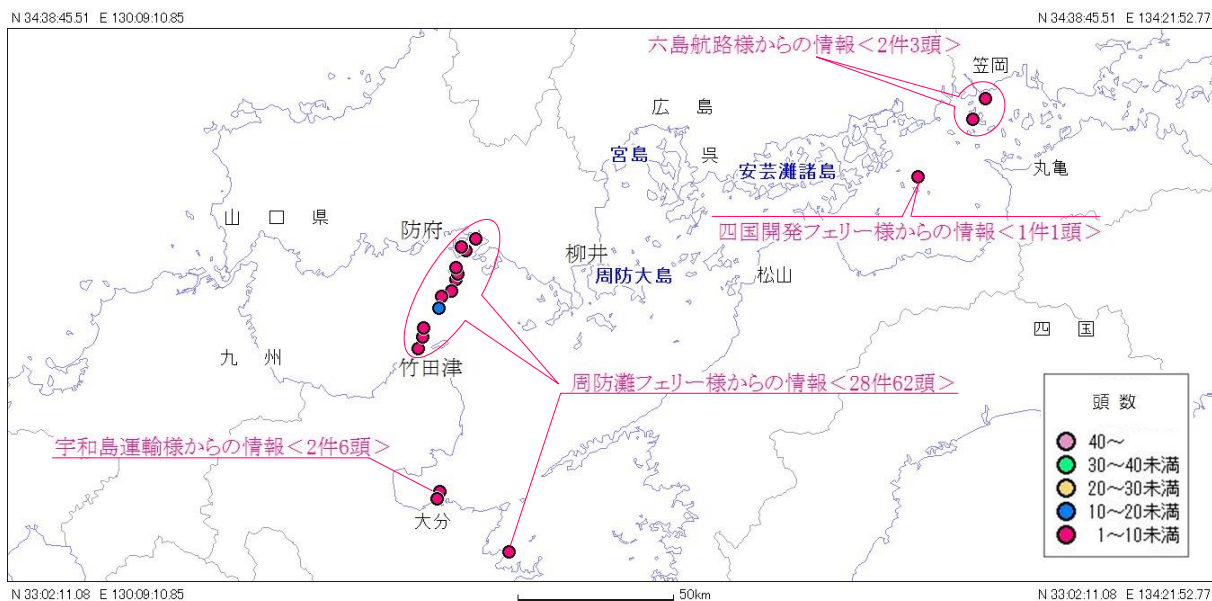 N 34:38:45.51 E 130:09:10.85
N 34:38:45.51 E 134:21:52.77
六島航路様からの情報＜2件3頭＞
笠岡
広 島
宮島
呉
安芸灘諸島
丸亀
山 口 県
防府
四国開発フェリー様からの情報＜1件1頭＞
柳井
周防大島
松山
四 国
九 州
竹田津
周防灘フェリー様からの情報＜28件62頭＞
頭 数
40～
30～40未満
20～30未満
10～20未満
1～10未満
宇和島運輸様からの情報＜2件6頭＞
大分
N 33:02:11.08 E 130:09:10.85
50km
N 33:02:11.08 E 134:21:52.77